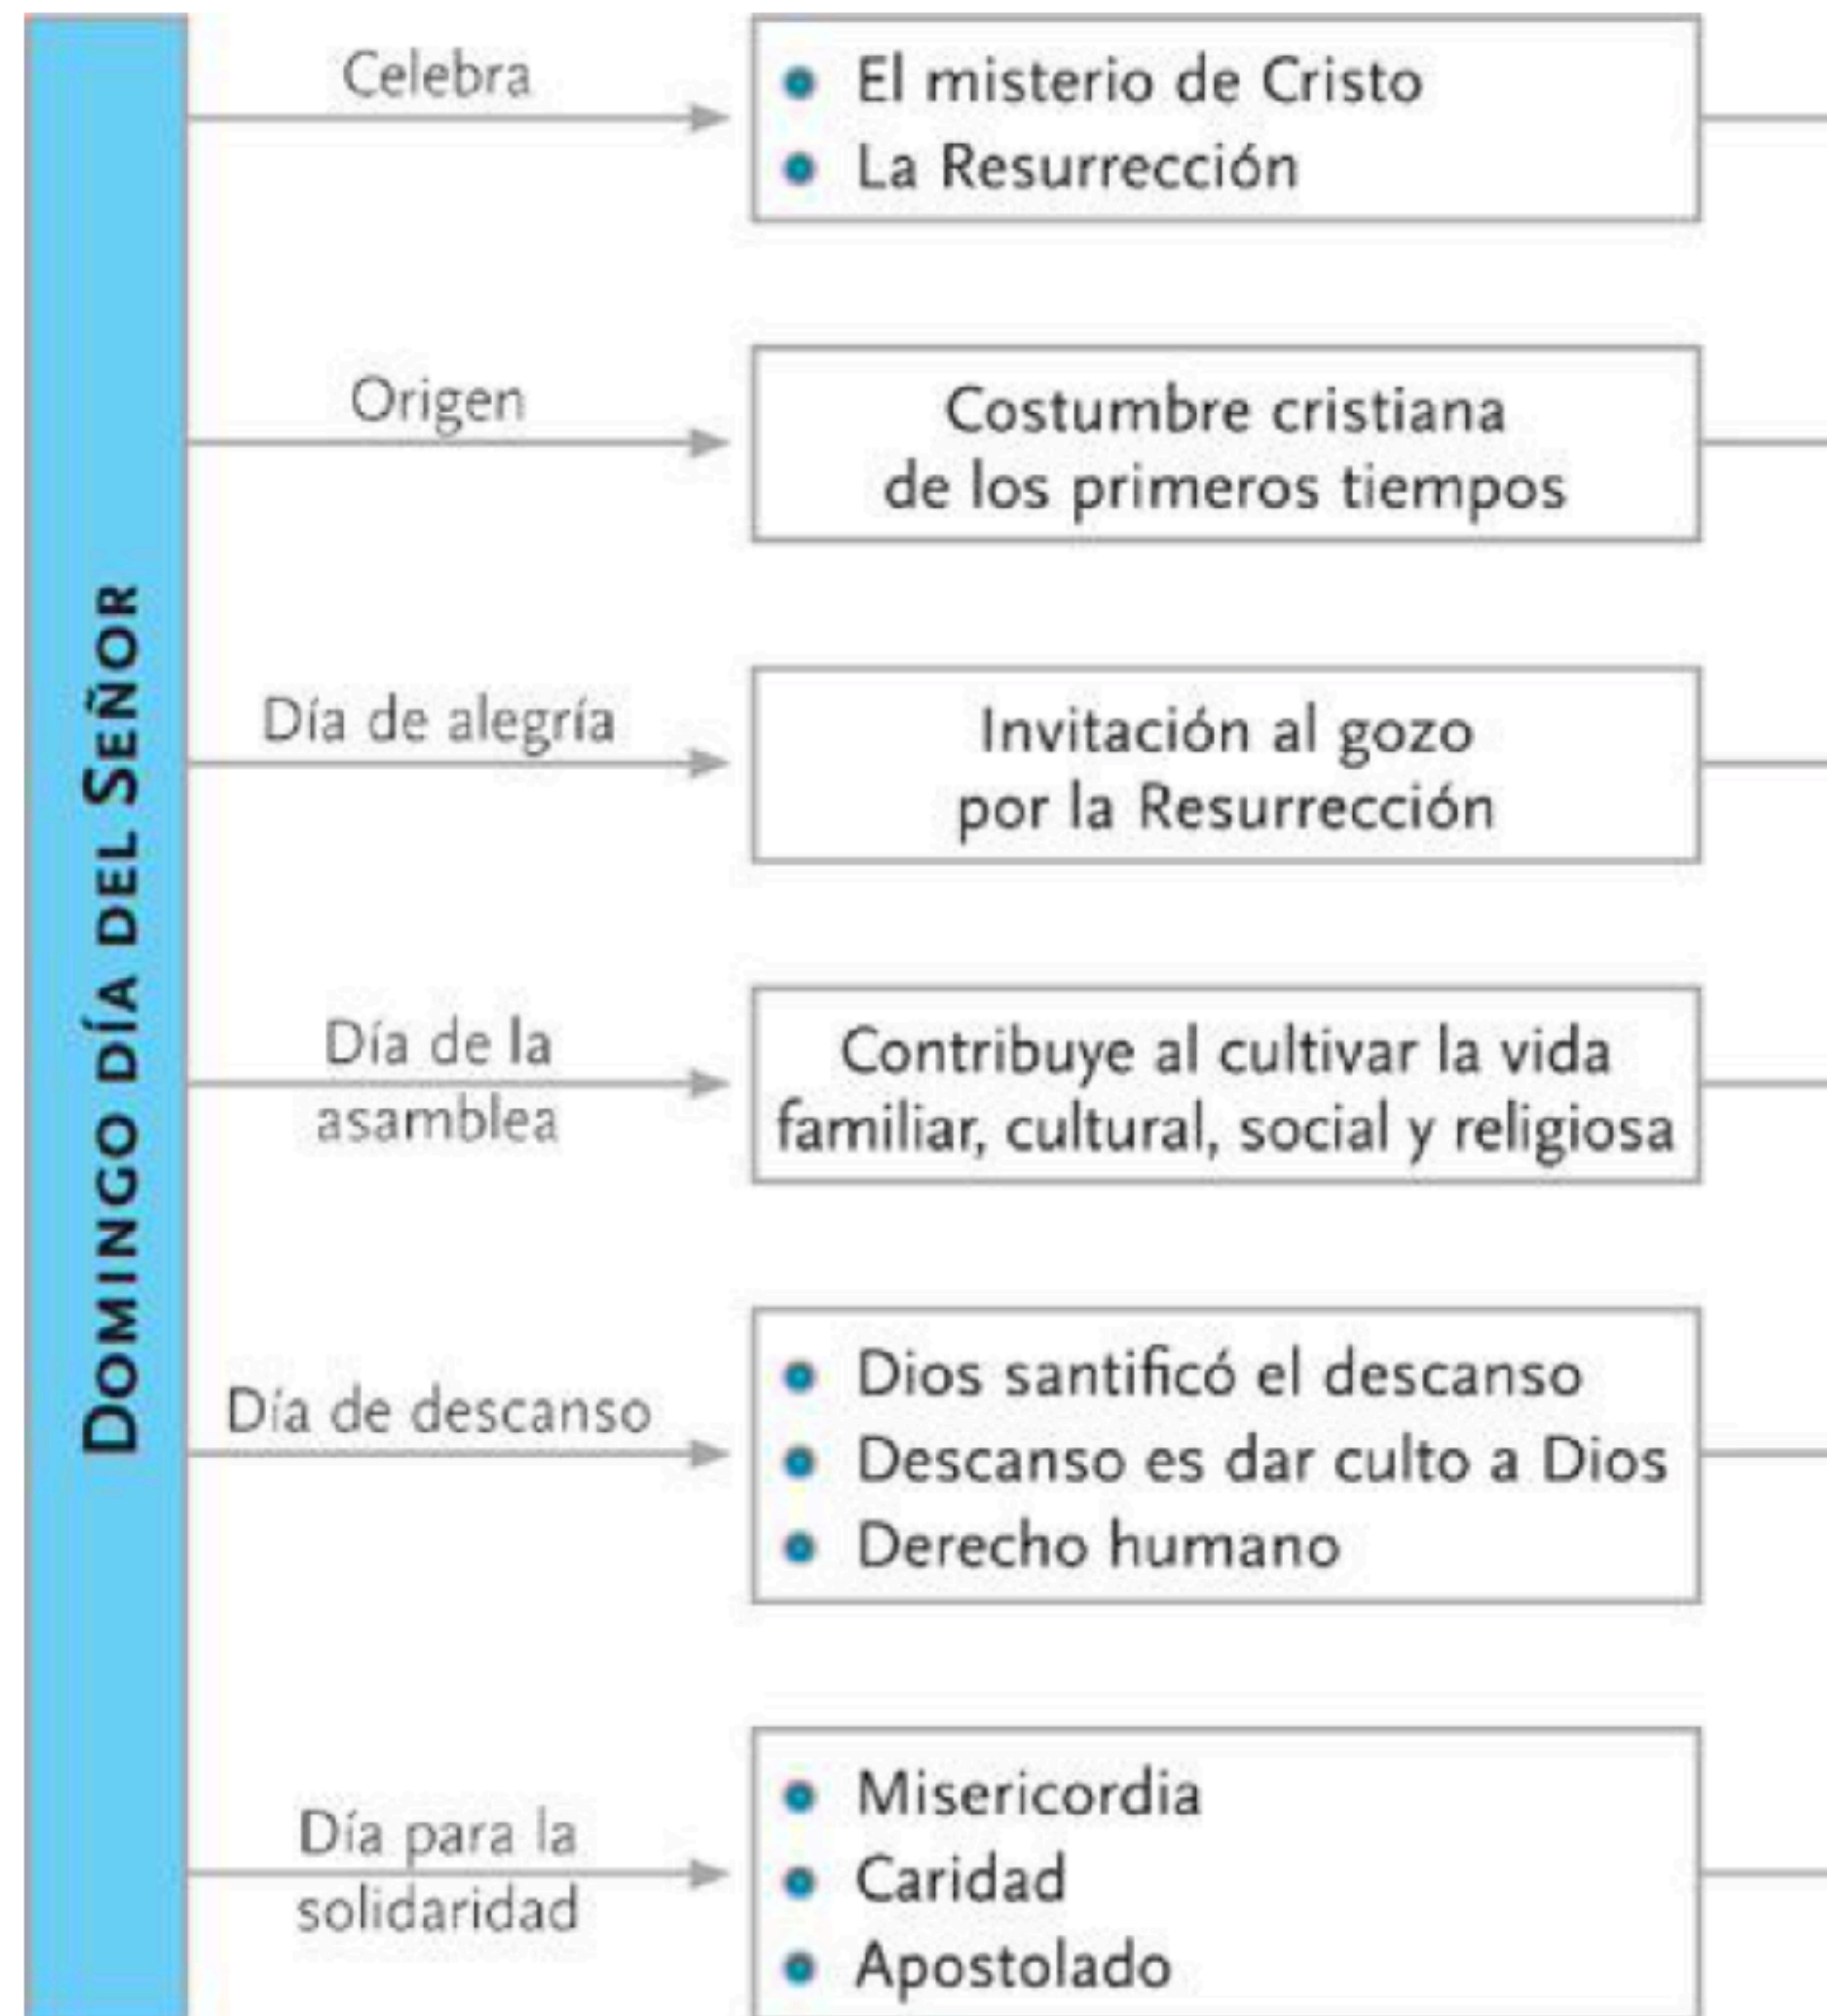 DOMINGO DÍA DEL SEÑOR
Celebra
El misterio de Cristo
La Resurrección
Origen
Costumbre cristiana
de los primeros tiempos
Día de alegría
Invitación al gozo
por la Resurrección
Día de la
asamblea
Contribuye al cultivar la vida
familiar, cultural, social y religiosa
Día de descanso
Dios santificó el descanso
Descanso es dar culto a Dios
Derecho humano
Día para la
solidaridad
Misericordia
Caridad
Apostolado